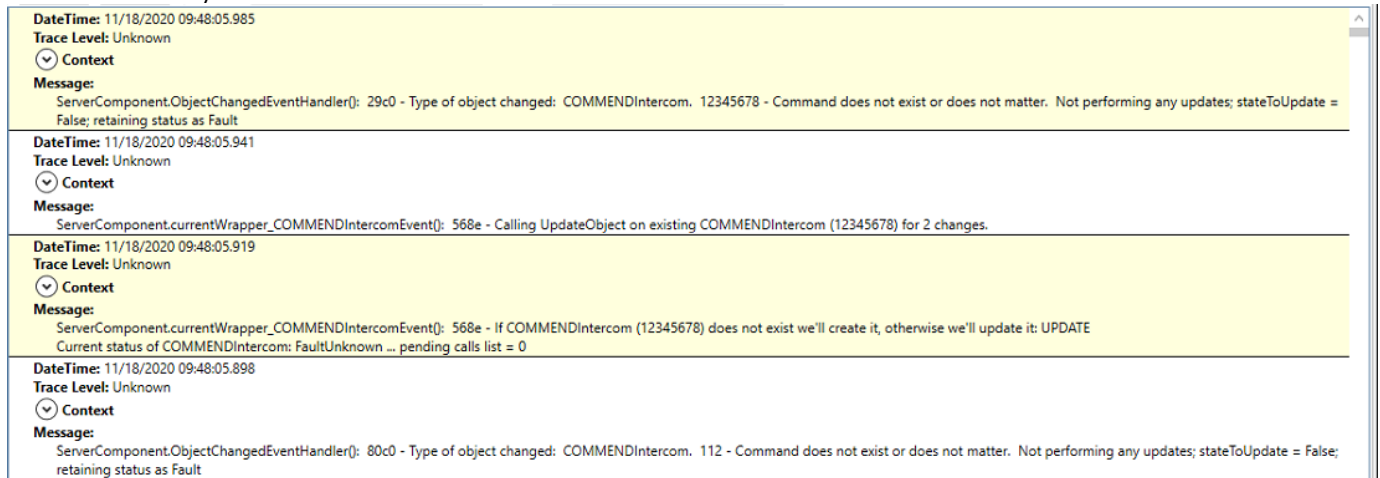 DateTime: 11/18/2020 09:48:05.985
Trace Level: Unknown
Context
Message:
ServerComponent.ObjectChangedEventHandler():  29c0 - Type of object changed:  COMMENDIntercom.  12345678 - Command does not exist or does not matter.  Not performing any updates; stateToUpdate =
False; retaining status as Fault
DateTime: 11/18/2020 09:48:05.941
Trace Level: Unknown
Context
Message:
ServerComponent.currentWrapper_COMMENDIntercomEvent():  568e - Calling UpdateObject on existing COMMENDIntercom (12345678) for 2 changes.
DateTime: 11/18/2020 09:48:05.919
Trace Level: Unknown
Context
Message:
ServerComponent.currentWrapper_COMMENDIntercomEvent():  568e - If COMMENDIntercom (12345678) does not exist we'll create it, otherwise we'll update it: UPDATE
Current status of COMMENDIntercom: FaultUnknown ... pending calls list = 0
DateTime: 11/18/2020 09:48:05.898
Trace Level: Unknown
Context
Message:
ServerComponent.ObjectChangedEventHandler():  80c0 - Type of object changed:  COMMENDIntercom.  112 - Command does not exist or does not matter.  Not performing any updates; stateToUpdate = False;
retaining status as Fault